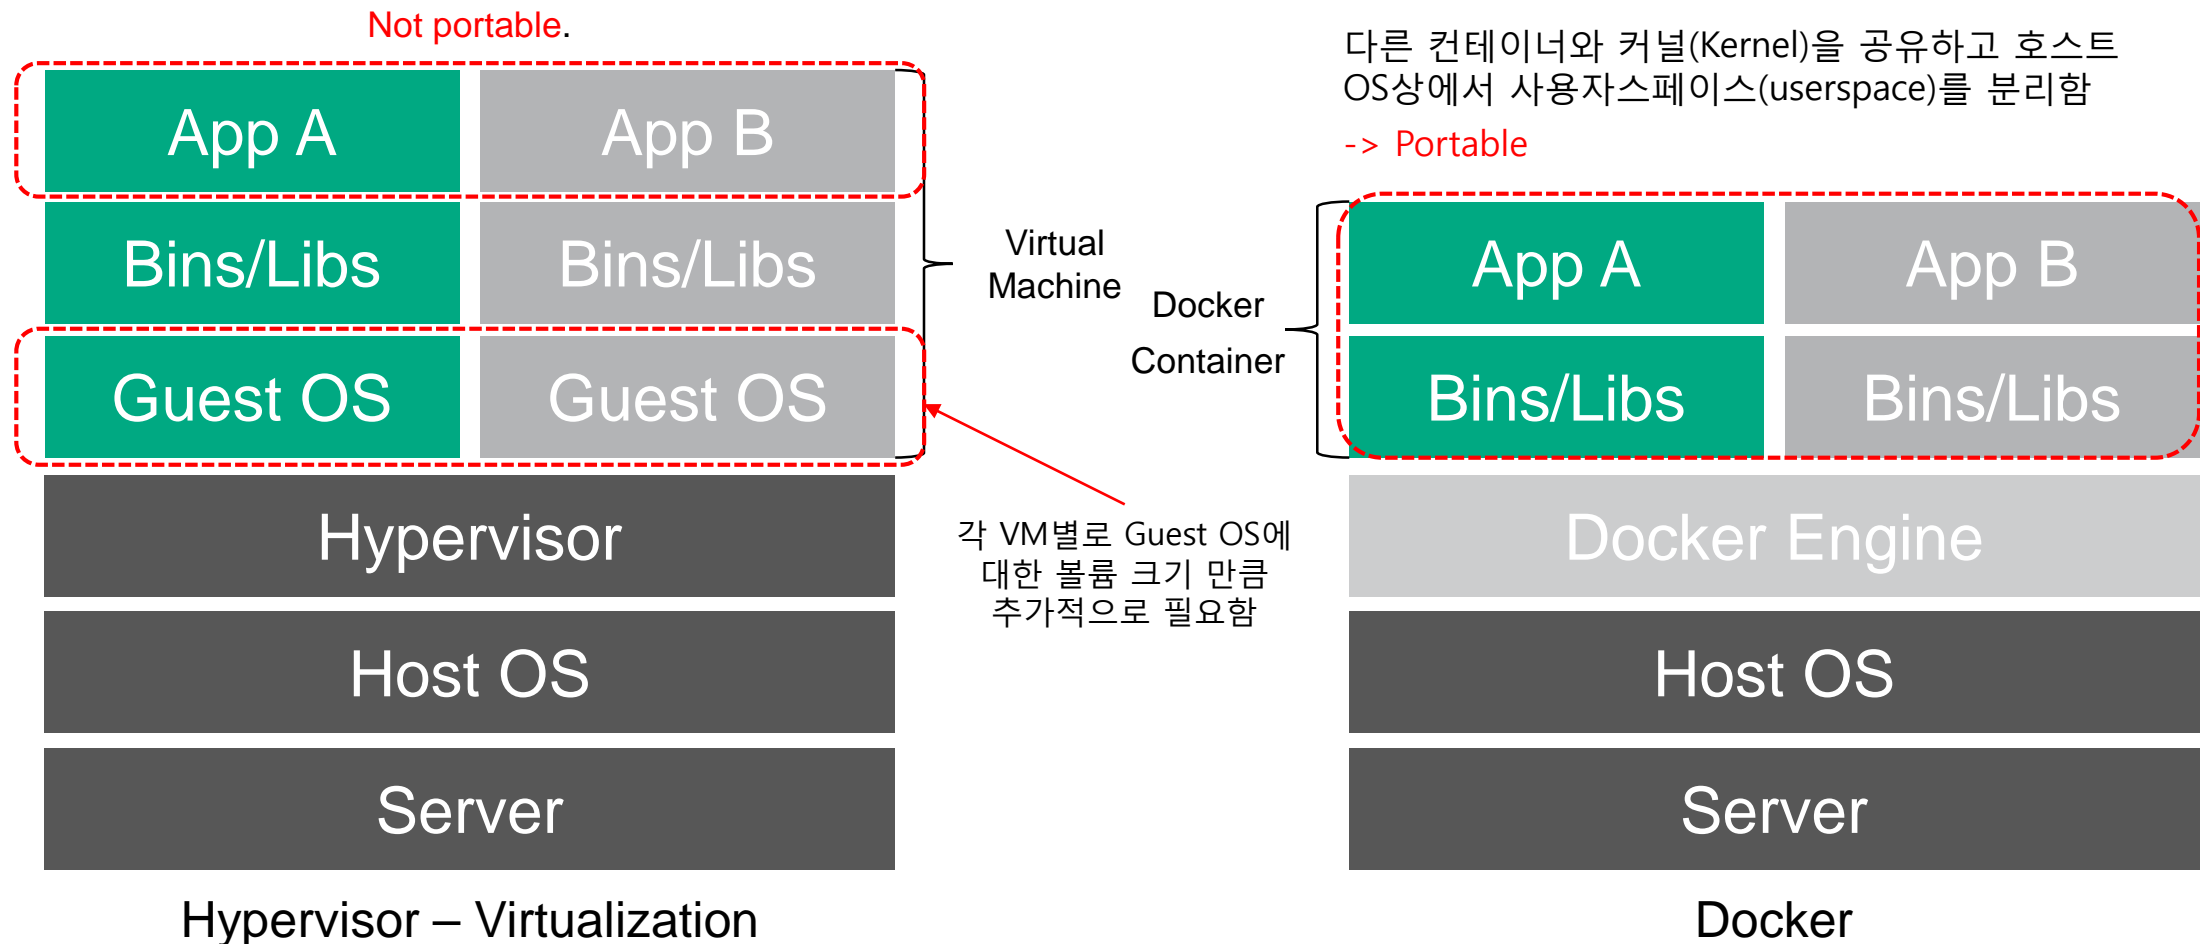 Not portable.
App A
App B
Bins/Libs
Bins/Libs
Guest OS
Guest OS
Hypervisor
Host OS
Server
Hypervisor – Virtualization
Virtual
Machine
각 VM별로 Guest OS에
대한 볼륨 크기 만큼
추가적으로 필요함
다른 컨테이너와 커널(Kernel)을 공유하고 호스트
OS상에서 사용자스페이스(userspace)를 분리함
-> Portable
Docker
Container
App A
App B
Bins/Libs
Bins/Libs
Docker Engine
Host OS
Server
Docker